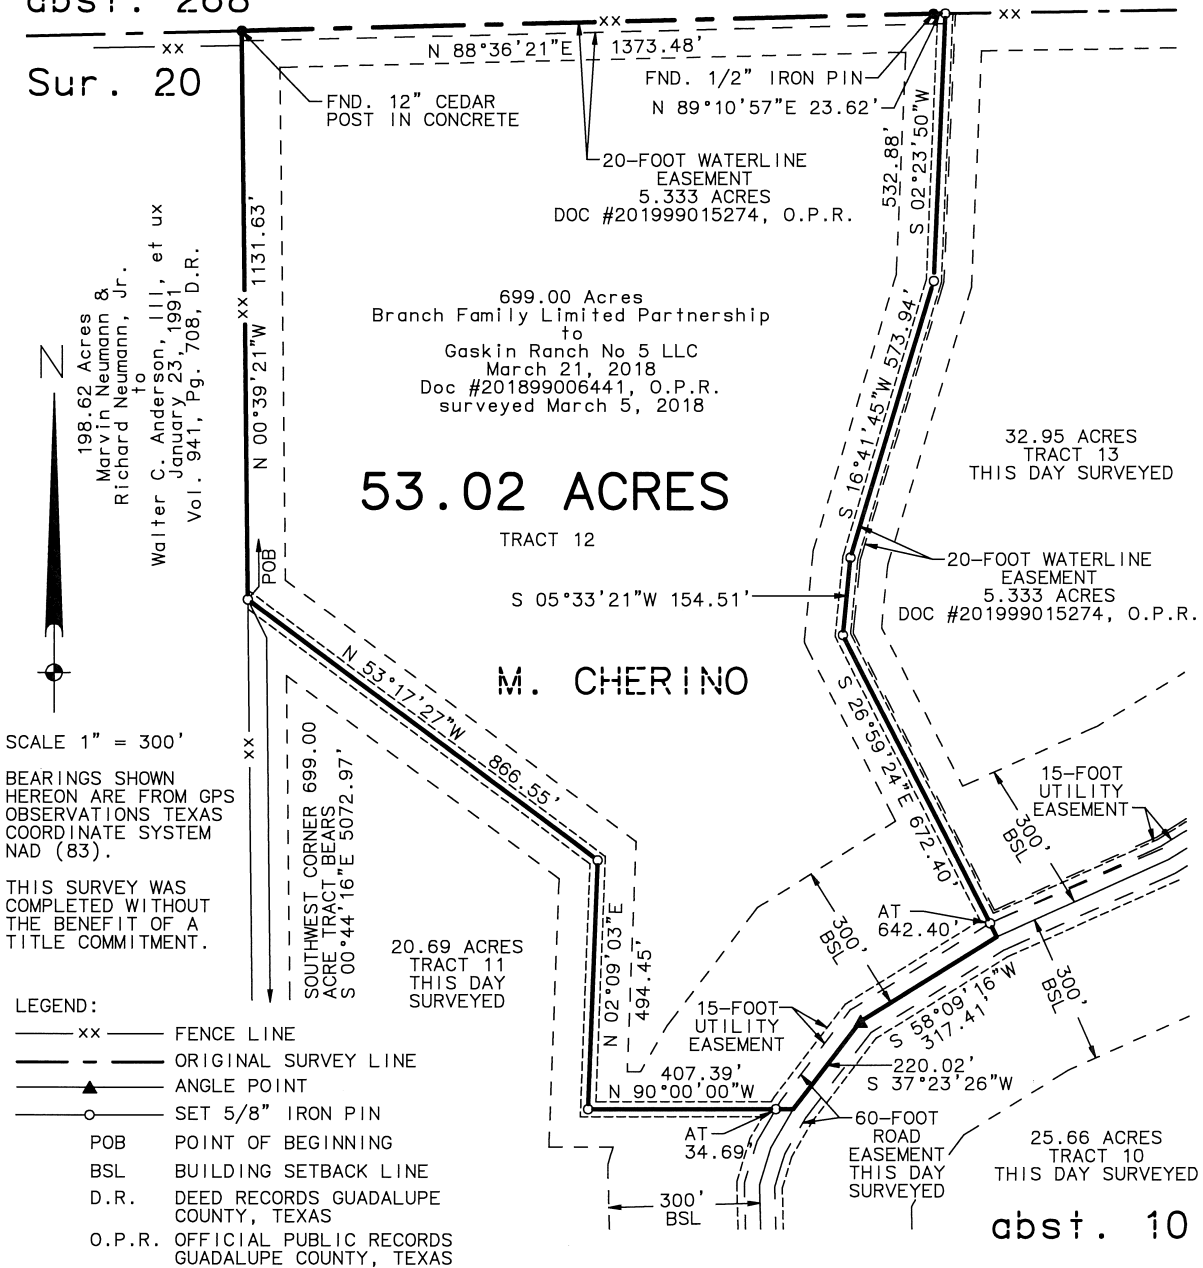 abst. 268
xx
xx
xx
Sur. 20
N 88°36'21"E 1373.48'
FND. 1/2" IRON PIN
N 89°10'57"E 23.62'
FND. 12" CEDAR
POST IN CONCRETE
20-FOOT WATERLINE
EASEMENT
5.333 ACRES
DOC #201999015274, O.P.R.
532.88'
S 02°23'50"W
198.62 Acres
Marvin Neumann &
Richard Neumann, Jr.
to
Walter C. Anderson, III, et ux
January 23, 1991
Vol. 941, Pg. 708, D.R.
xx
N 00°39'21"W 1131.63'
699.00 Acres
Branch Family Limited Partnership
to
Gaskin Ranch No 5 LLC
March 21, 2018
Doc #201899006441, O.P.R.
surveyed March 5, 2018
S 16°41'45"W 573.94'
N
32.95 ACRES
TRACT 13
THIS DAY SURVEYED
53.02 ACRES
TRACT 12
POB
20-FOOT WATERLINE
EASEMENT
5.333 ACRES
DOC #201999015274, O.P.R.
S 05°33'21"W 154.51'
M. CHERINO
N 53°17'27"W 866.55'
S 26°59'24"E 672.40'
SCALE 1" = 300'
BEARINGS SHOWN
HEREON ARE FROM GPS
OBSERVATIONS TEXAS
COORDINATE SYSTEM
NAD (83).
THIS SURVEY WAS
COMPLETED WITHOUT
THE BENEFIT OF A
TITLE COMMITMENT.
xx
SOUTHWEST CORNER 699.00
ACRE TRACT BEARS
S 00°44'16"E 5072.97'
15-FOOT
UTILITY
EASEMENT
300'
BSL
AT
642.40'
300'
BSL
300'
BSL
20.69 ACRES
TRACT 11
THIS DAY
SURVEYED
N 02°09'03"E
494.45'
15-FOOT
UTILITY
EASEMENT
S 58°09'16"W
317.41'
220.02'
S 37°23'26"W
407.39'
N 90°00'00"W
AT
34.69'
60-FOOT
ROAD
EASEMENT
THIS DAY
SURVEYED
25.66 ACRES
TRACT 10
THIS DAY SURVEYED
300'
BSL
abst. 10
LEGEND:
xx FENCE LINE
ORIGINAL SURVEY LINE
ANGLE POINT
SET 5/8" IRON PIN
POB POINT OF BEGINNING
BSL BUILDING SETBACK LINE
D.R. DEED RECORDS GUADALUPE
COUNTY, TEXAS
O.P.R. OFFICIAL PUBLIC RECORDS
GUADALUPE COUNTY, TEXAS